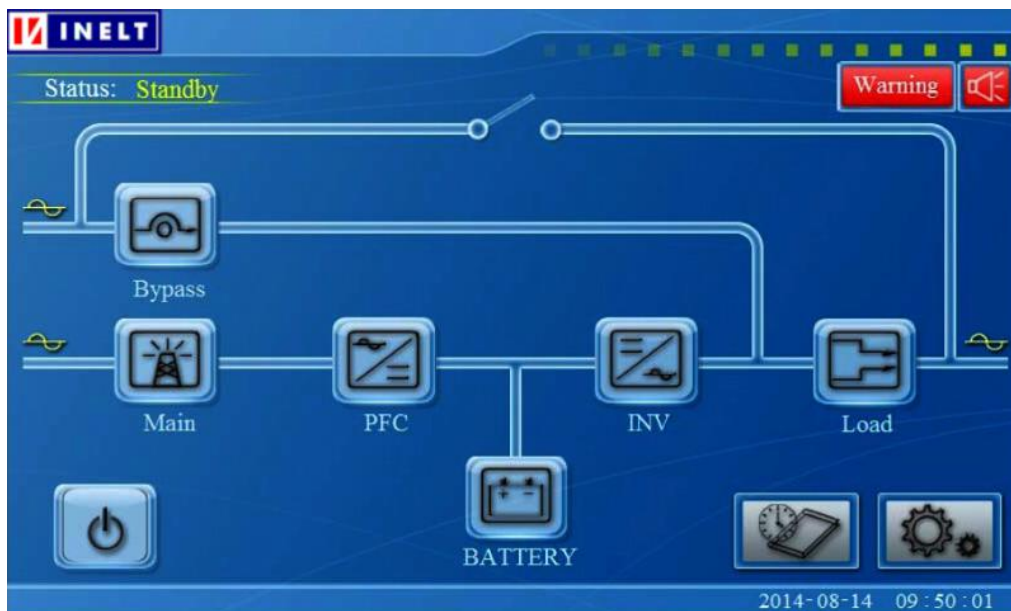 INELT
Status: Standby
Warning
Bypass
Main
PFC
INV
Load
BATTERY
2014-08-14 09:50:01